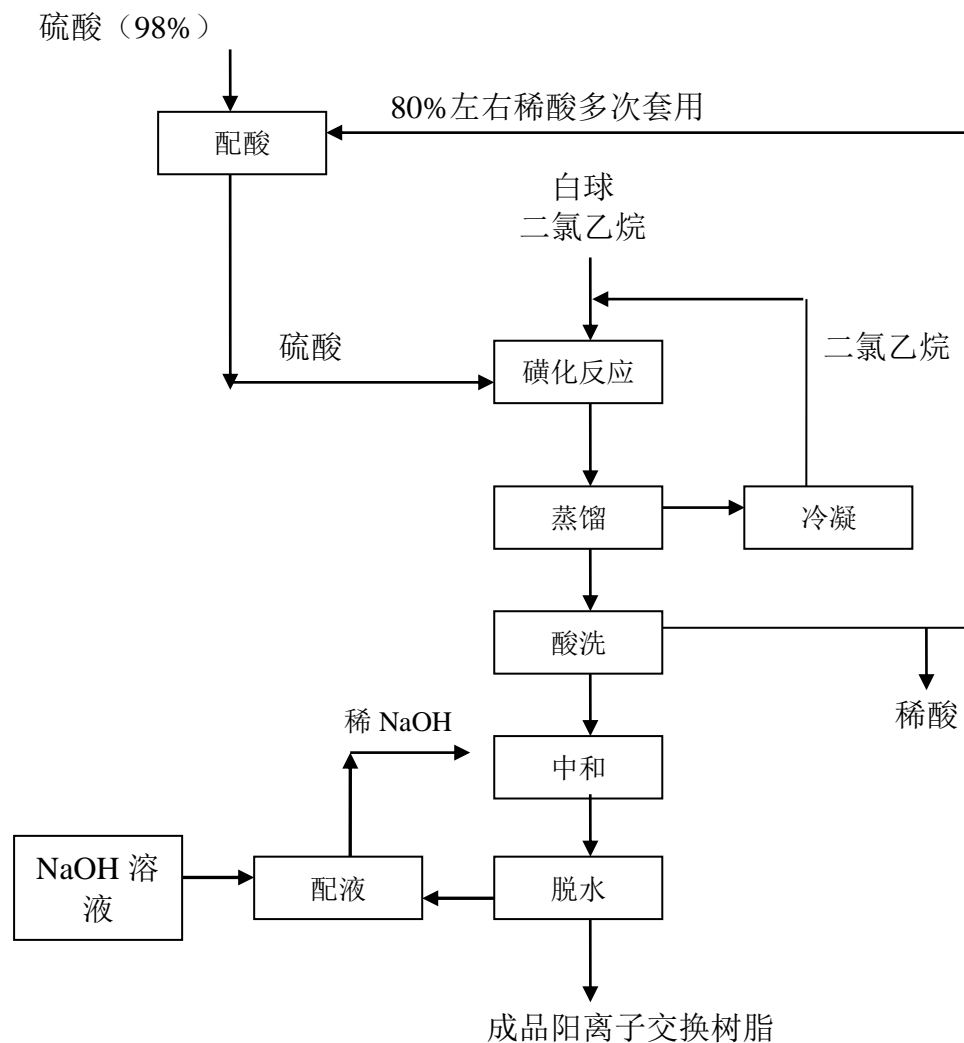 硫酸（98%）
80%左右稀酸多次套用
配酸
白球
二氯乙烷
硫酸
二氯乙烷
磺化反应
蒸馏
冷凝
酸洗
稀酸
稀 NaOH
中和
NaOH 溶
液
配液
脱水
成品阳离子交换树脂